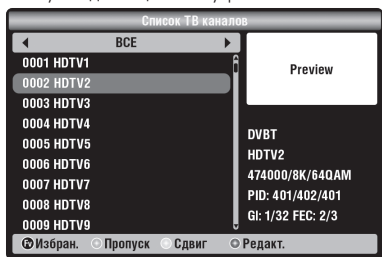 Список ТВ каналов
ВСЕ
0001 HDTV1
0002 HDTV2
0003 HDTV3
0004 HDTV4
0005 HDTV5
0006 HDTV6
0007 HDTV7
0008 HDTV8
0009 HDTV9
Preview
DVBT
HDTV2
474000/8K/64QAM
PID: 401/402/401
GI: 1/32 FEC: 2/3
Избран. Пропуск Сдвиг Редакт.